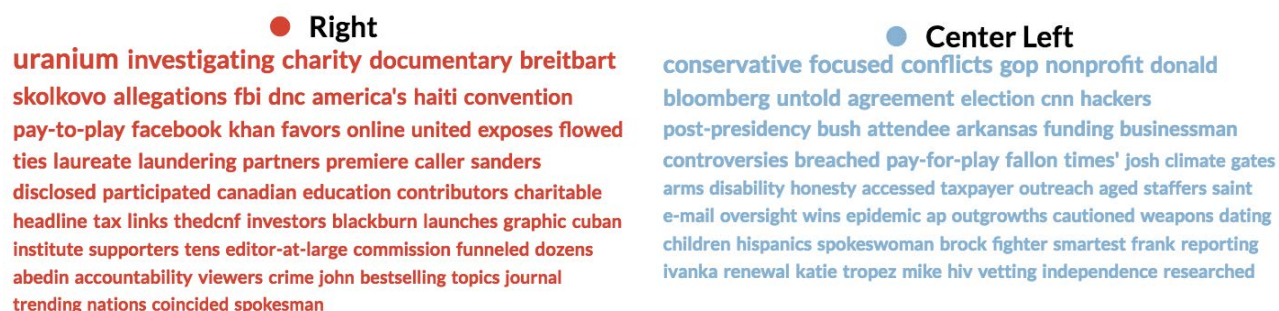 Right
uranium investigating charity documentary breitbart
skolkovo allegations fbi dnc america's haiti convention
pay-to-play facebook khan favors online united exposes flowed
ties laureate laundering partners premiere caller sanders
disclosed participated canadian education contributors charitable
headline tax links thedcnf investors blackburn launches graphic cuban
institute supporters tens editor-at-large commission funneled dozens
abedin accountability viewers crime john bestselling topics journal
trending nations coincided spokesman
Center Left
conservative focused conflicts gop nonprofit donald
bloomberg untold agreement election cnn hackers
post-presidency bush attendee arkansas funding businessman
controversies breached pay-for-play fallon times' josh climate gates
arms disability honesty accessed taxpayer outreach aged staffers saint
e-mail oversight wins epidemic ap outgrowths cautioned weapons dating
children hispanics spokeswoman brock fighter smartest frank reporting
ivanka renewal katie tropez mike hiv vetting independence researched